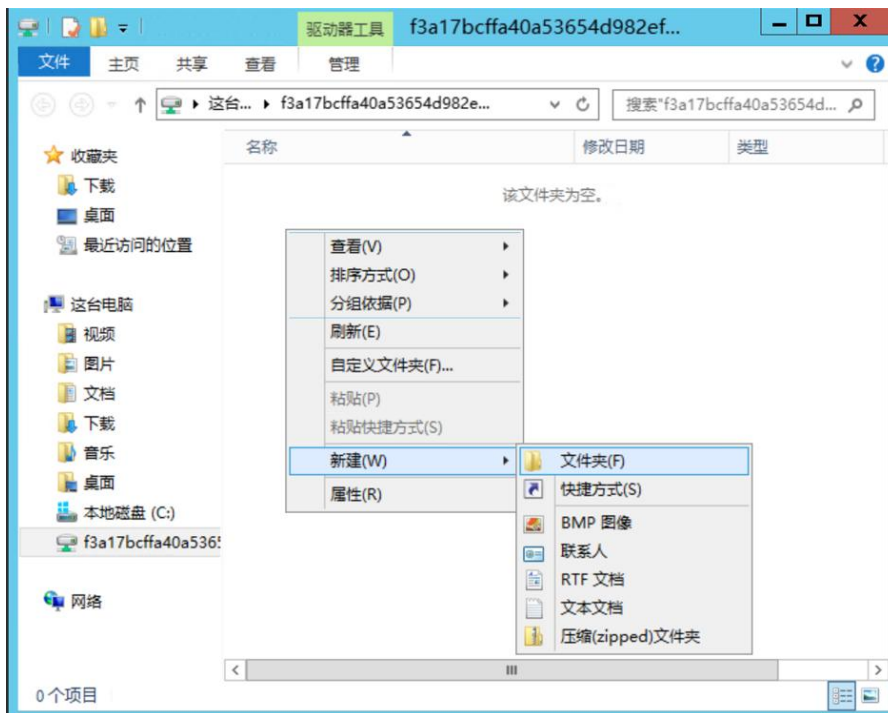 驱动器工具 f3a17bcffa40a53654d982ef...
文件 主页 共享 查看 管理
这台... f3a17bcffa40a53654d982e... 搜索"f3a17bcffa40a53654d...
名称 修改日期 类型
该文件夹为空。
收藏夹
下载
桌面
最近访问的位置
这台电脑
视频
图片
文档
下载
音乐
桌面
本地磁盘 (C:)
f3a17bcffa40a536
网络
查看(V)
排序方式(O)
分组依据(P)
刷新(E)
自定义文件夹(F)...
粘贴(P)
粘贴快捷方式(S)
新建(W)
属性(R)
文件夹(F)
快捷方式(S)
BMP 图像
联系人
RTF 文档
文本文档
压缩(zipped)文件夹
0个项目